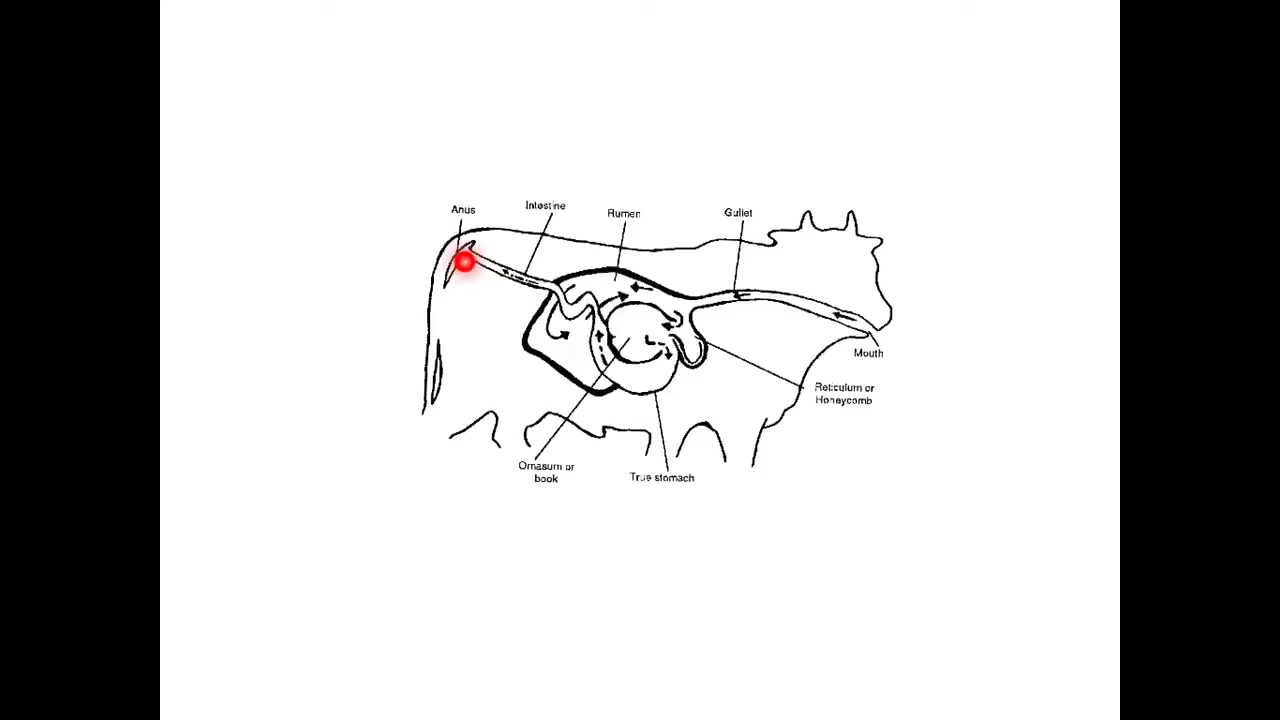 Anus
Intestine
Rumen
Gullet
Mouth
Reticulum or
Honeycomb
Omasum or
book
True stomach